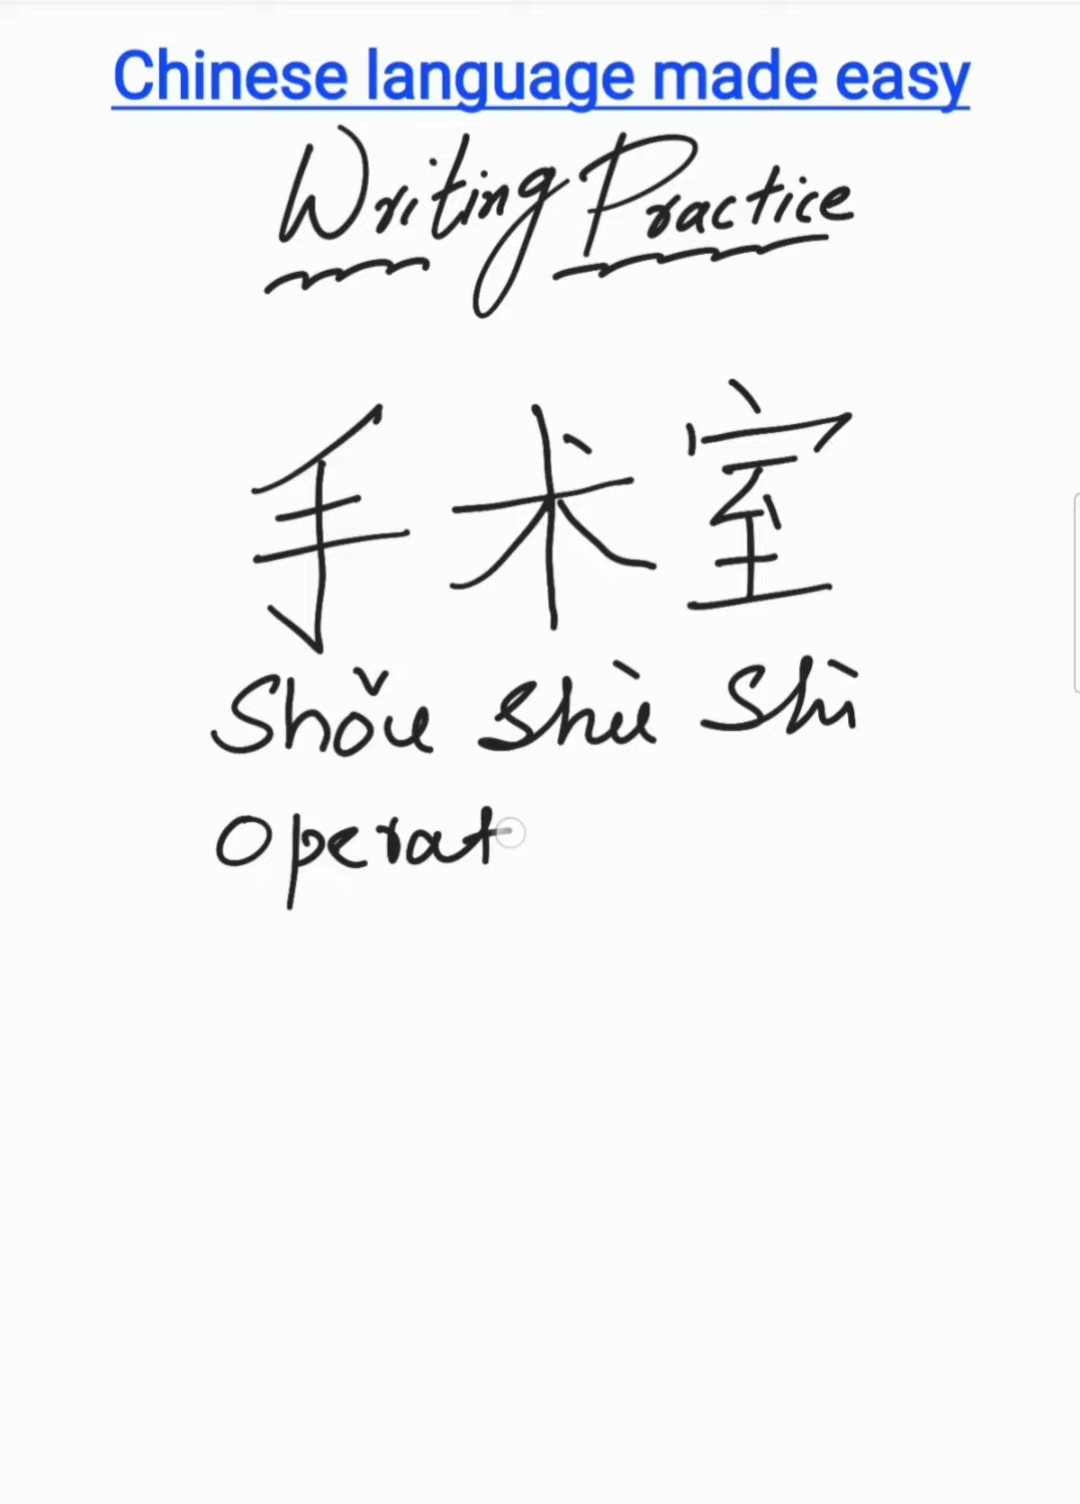 Chinese language made easy
Writing Practice
手术室
Shǒu Shù Shì
Operat